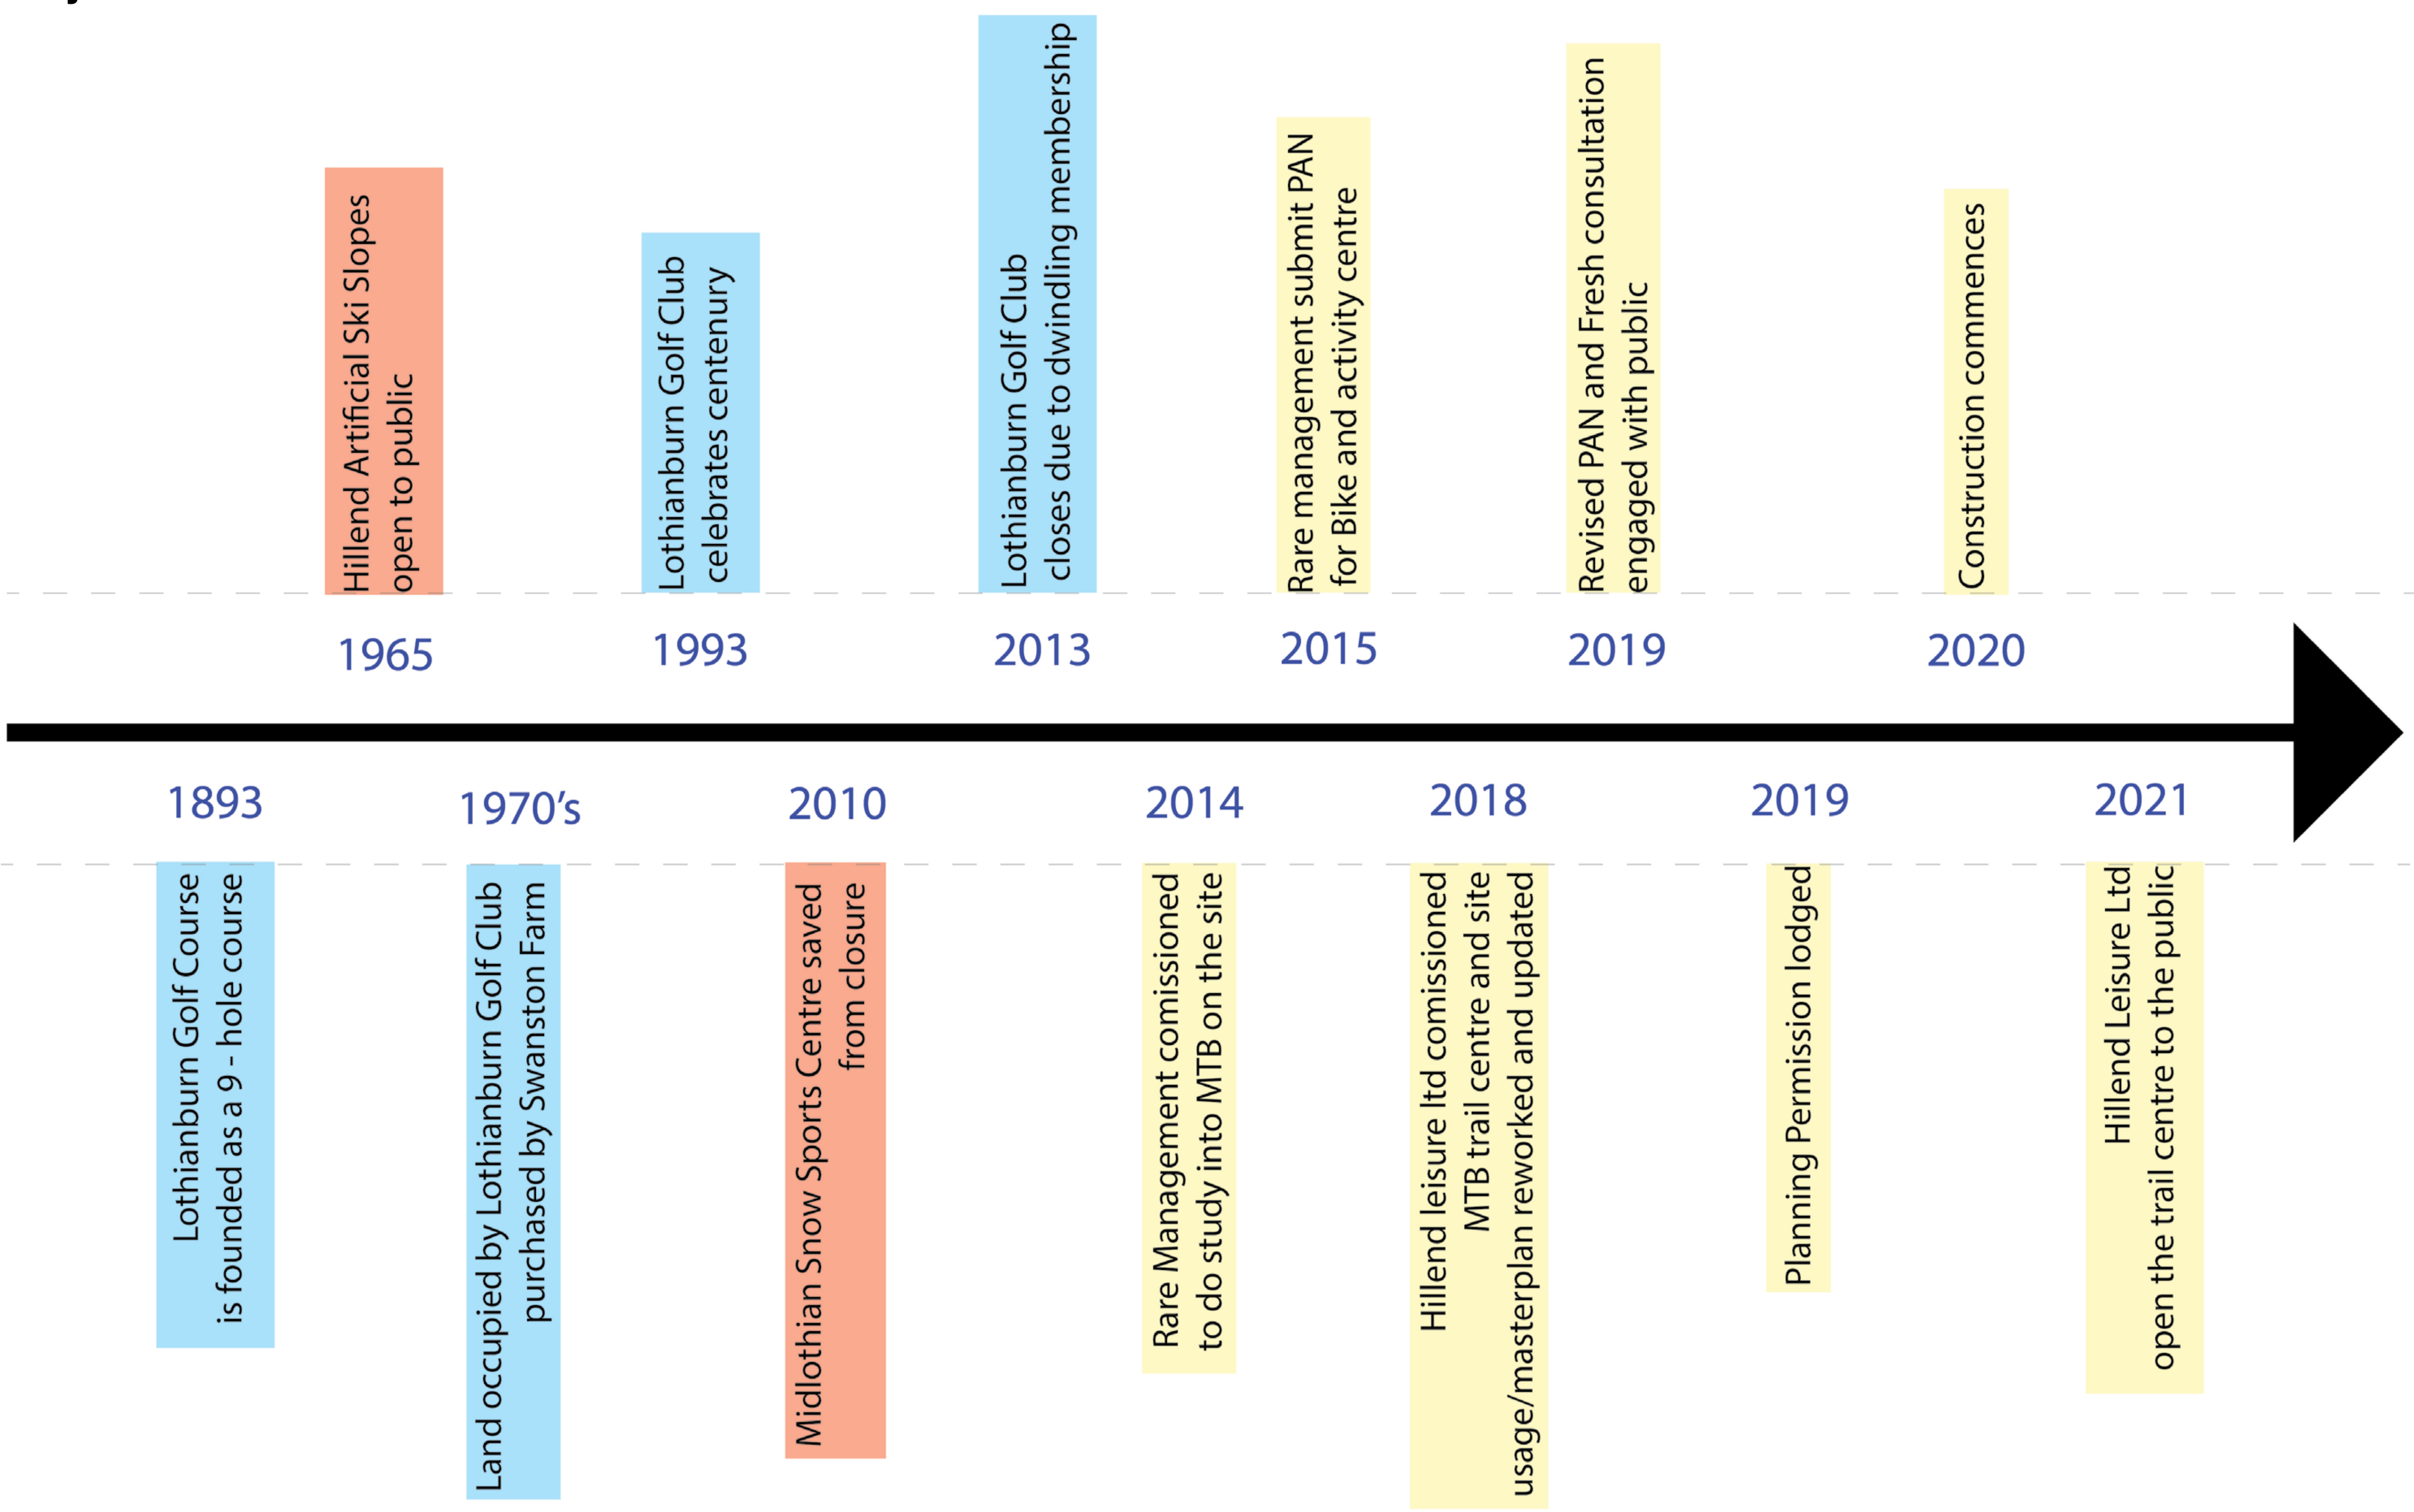 Hillend Artificial Ski Slopes
open to public
Lothianburn Golf Club
celebrates centenury
Lothianburn Golf Club
closes due to dwindling membership
Rare management submit PAN
for Bike and activity centre
Revised PAN and Fresh consultation
engaged with public
Construction commences
1965
1993
2013
2015
2019
2020
1893
1970's
2010
2014
2018
2019
2021
Lothianburn Golf Course
is founded as a 9 - hole course
Land occupied by Lothianburn Golf Club
purchased by Swanston Farm
Midlothian Snow Sports Centre saved
from closure
Rare Management comissioned
to do study into MTB on the site
Hillend leisure ltd comissioned
MTB trail centre and site
usage/masterplan reworked and updated
Planning Permission lodged
Hillend Leisure Ltd
open the trail centre to the public